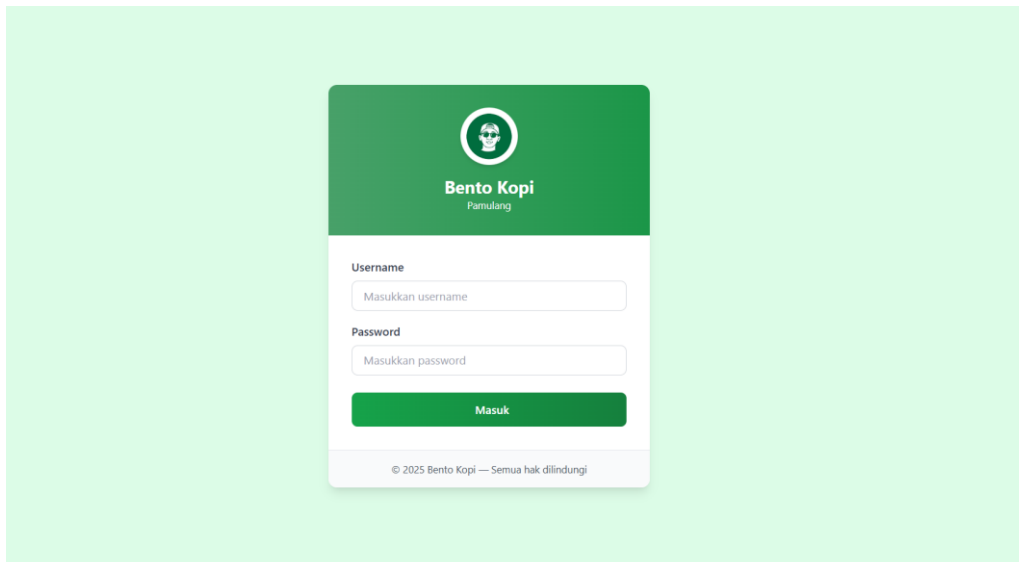 Bento Kopi
Pamulang
Username
Masukkan username
Password
Masukkan password
Masuk
© 2025 Bento Kopi — Semua hak dilindungi